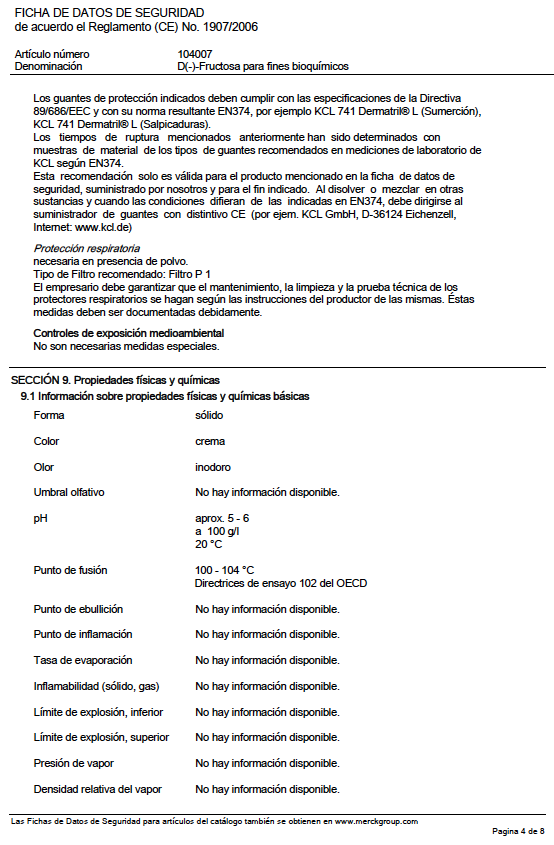 FICHA DE DATOS DE SEGURIDAD
de acuerdo el Reglamento (CE) No. 1907/2006
Artículo número 104007
Denominación D(-)-Fructosa para fines bioquímicos
Los guantes de protección indicados deben cumplir con las especificaciones de la Directiva
89/686/EEC y con su norma resultante EN374, por ejemplo KCL 741 Dermatril® L (Sumerción),
KCL 741 Dermatril® L (Salpicaduras).
Los tiempos de ruptura mencionados anteriormente han sido determinados con
muestras de material de los tipos de guantes recomendados en mediciones de laboratorio de
KCL según EN374.
Esta recomendación solo es válida para el producto mencionado en la ficha de datos de
seguridad, suministrado por nosotros y para el fin indicado. Al disolver o mezclar en otras
sustancias y cuando las condiciones difieran de las indicadas en EN374, debe dirigirse al
suministrador de guantes con distintivo CE (por ejem. KCL GmbH, D-36124 Eichenzell,
Internet: www.kcl.de)
Protección respiratoria
necesaria en presencia de polvo.
Tipo de Filtro recomendado: Filtro P 1
El empresario debe garantizar que el mantenimiento, la limpieza y la prueba técnica de los
protectores respiratorios se hagan según las instrucciones del productor de las mismas. Éstas
medidas deben ser documentadas debidamente.
Controles de exposición medioambiental
No son necesarias medidas especiales.
SECCIÓN 9. Propiedades físicas y químicas
9.1 Información sobre propiedades físicas y químicas básicas
Forma sólido
Color crema
Olor inodoro
Umbral olfativo No hay información disponible.
pH aprox. 5 - 6
a 100 g/l
20 °C
Punto de fusión 100 - 104 °C
Directrices de ensayo 102 del OECD
Punto de ebullición No hay información disponible.
Punto de inflamación No hay información disponible.
Tasa de evaporación No hay información disponible.
Inflamabilidad (sólido, gas) No hay información disponible.
Límite de explosión, inferior No hay información disponible.
Límite de explosión, superior No hay información disponible.
Presión de vapor No hay información disponible.
Densidad relativa del vapor No hay información disponible.
Las Fichas de Datos de Seguridad para artículos del catálogo también se obtienen en www.merckgroup.com
Pagina 4 de 8